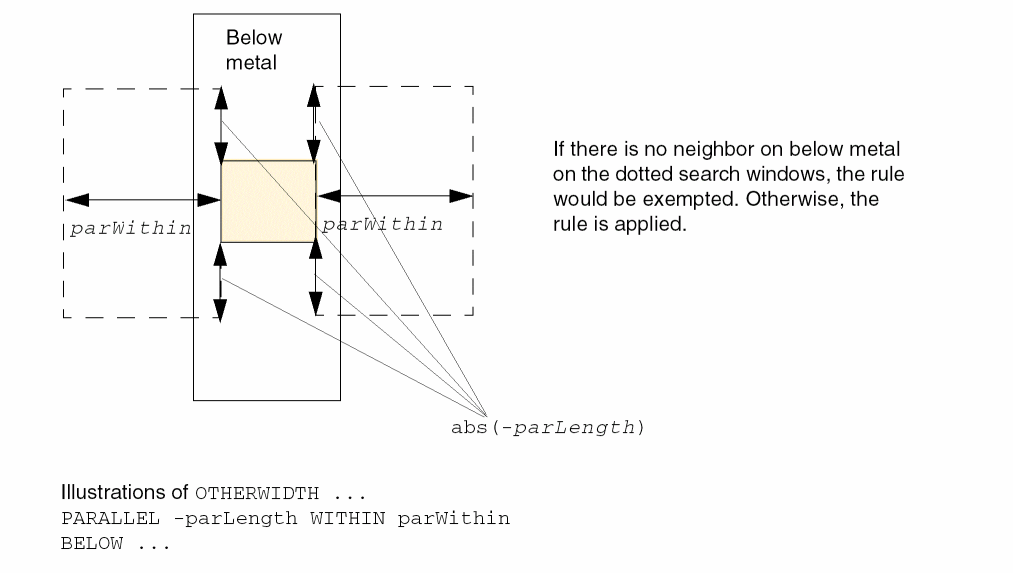 Below
metal
If there is no neighbor on below metal
on the dotted search windows, the rule
would be exempted. Otherwise, the
rule is applied.
parWithin
parWithin
abs(-parLength)
Illustrations of OTHERWIDTH ...
PARALLEL -parLength WITHIN parWithin
BELOW ...